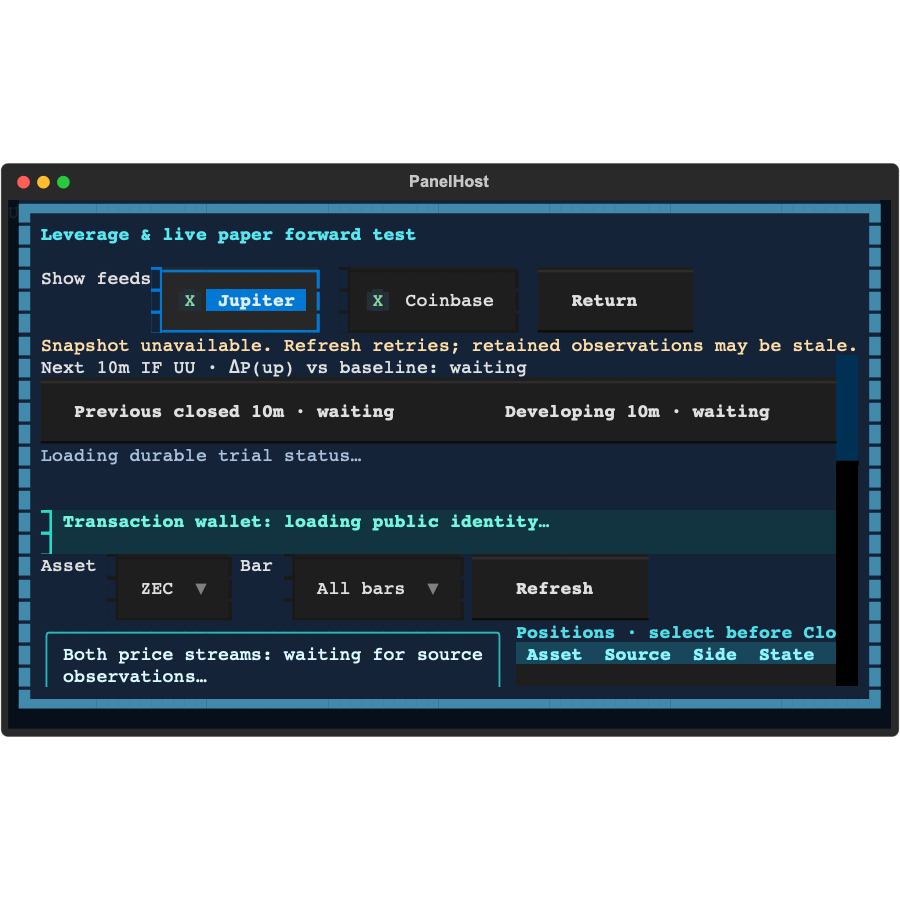 PanelHost
Leverage & live paper forward test
Show feeds X Jupiter X Coinbase Return
Snapshot unavailable. Refresh retries; retained observations may be stale.
Next 10m IF UU · ΔP(up) vs baseline: waiting
Previous closed 10m · waiting Developing 10m · waiting
Loading durable trial status…
Transaction wallet: loading public identity…
Asset ZEC ▼ Bar All bars ▼ Refresh
Positions · select before Clo
Both price streams: waiting for source
observations…
Asset Source Side State